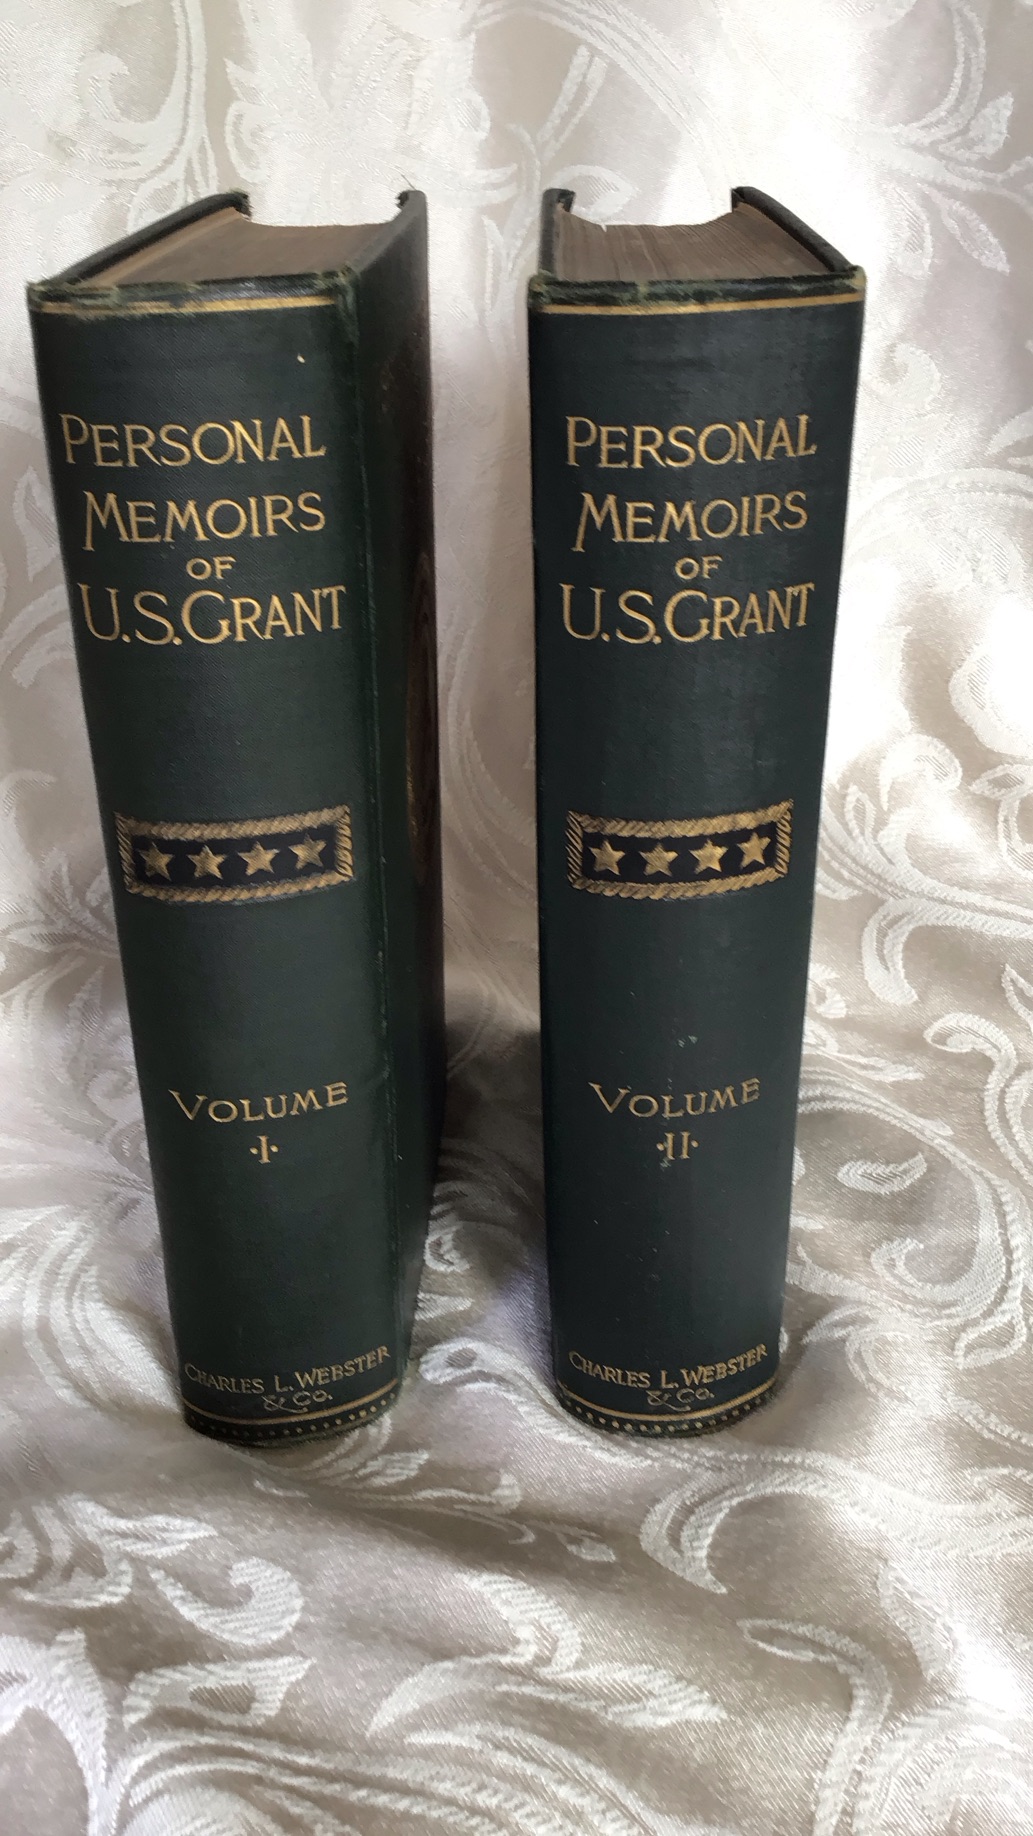 PERSONAL
MEMOIRS
OF
U.S. GRANT
VOLUME
·I·
CHARLES L. WEBSTER
& CO.
PERSONAL
MEMOIRS
OF
U.S. GRANT
VOLUME
·II·
CHARLES L. WEBSTER
& CO.